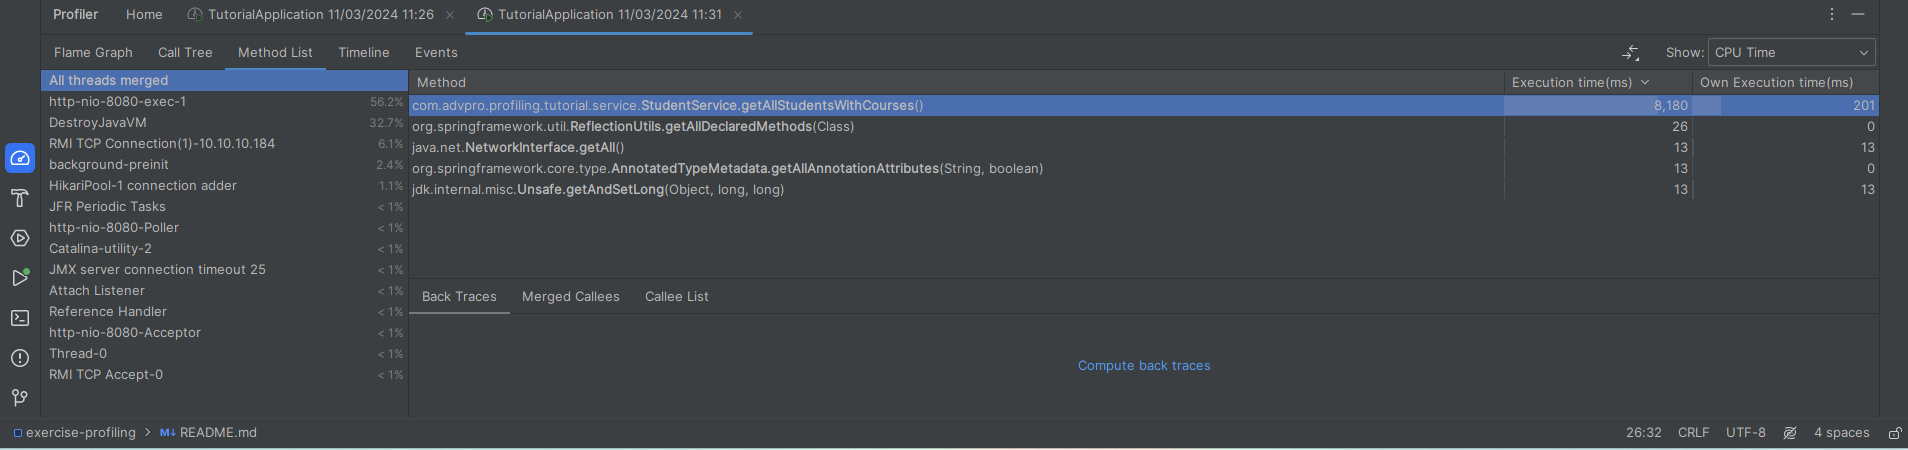 Profiler Home TutorialApplication 11/03/2024 11:26 × TutorialApplication 11/03/2024 11:31 ×
Flame Graph Call Tree Method List Timeline Events Show: CPU Time
All threads merged
http-nio-8080-exec-1 56.2%
DestroyJavaVM 32.7%
RMI TCP Connection(1)-10.10.10.184 6.1%
background-preinit 2.4%
HikariPool-1 connection adder 1.1%
JFR Periodic Tasks < 1%
http-nio-8080-Poller < 1%
Catalina-utility-2 < 1%
JMX server connection timeout 25 < 1%
Attach Listener < 1%
Reference Handler < 1%
http-nio-8080-Acceptor < 1%
Thread-0 < 1%
RMI TCP Accept-0 < 1%
Method Execution time(ms) Own Execution time(ms)
com.advpro.profiling.tutorial.service.StudentService.getAllStudentsWithCourses() 8,180 201
org.springframework.util.ReflectionUtils.getAllDeclaredMethods(Class) 26 0
java.net.NetworkInterface.getAll() 13 13
org.springframework.core.type.AnnotatedTypeMetadata.getAllAnnotationAttributes(String, boolean) 13 0
jdk.internal.misc.Unsafe.getAndSetLong(Object, long, long) 13 13
Back Traces Merged Callees Callee List
Compute back traces
exercise-profiling > M↓ README.md 26:32 CRLF UTF-8 4 spaces